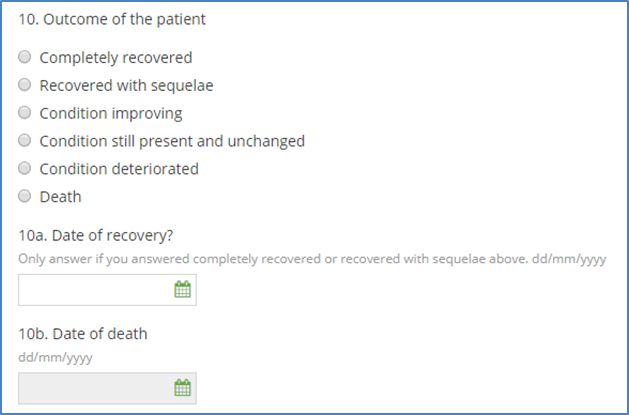 10. Outcome of the patient
Completely recovered
Recovered with sequelae
Condition improving
Condition still present and unchanged
Condition deteriorated
Death
10a. Date of recovery?
Only answer if you answered completely recovered or recovered with sequelae above. dd/mm/yyyy
10b. Date of death
dd/mm/yyyy